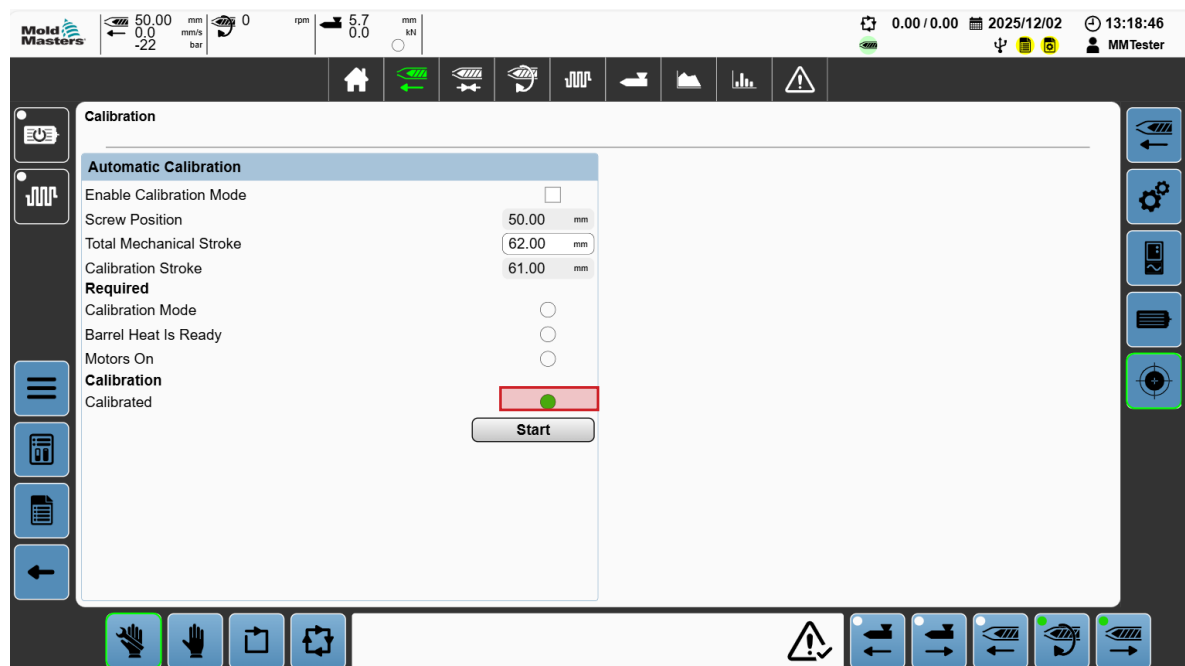 Mold
Masters
50.00 mm
0.0 mm/s
-22 bar
0 rpm
5.7 mm
0.0 kN
0.00 / 0.00
2025/12/02
13:18:46
MMTester
Calibration
Automatic Calibration
Enable Calibration Mode
Screw Position 50.00 mm
Total Mechanical Stroke 62.00 mm
Calibration Stroke 61.00 mm
Required
Calibration Mode
Barrel Heat Is Ready
Motors On
Calibration
Calibrated
Start